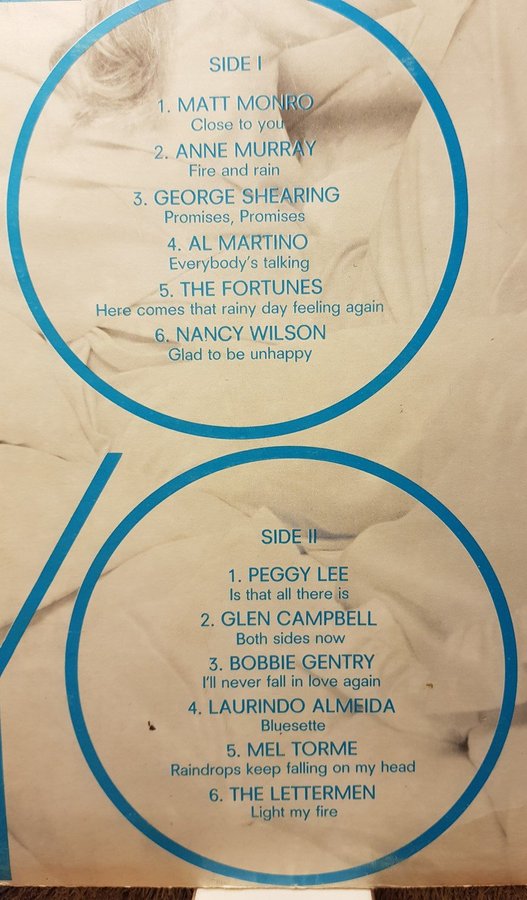 SIDE I
1. MATT MONRO
Close to you
2. ANNE MURRAY
Fire and rain
3. GEORGE SHEARING
Promises, Promises
4. AL MARTINO
Everybody's talking
5. THE FORTUNES
Here comes that rainy day feeling again
6. NANCY WILSON
Glad to be unhappy
SIDE II
1. PEGGY LEE
Is that all there is
2. GLEN CAMPBELL
Both sides now
3. BOBBIE GENTRY
I'll never fall in love again
4. LAURINDO ALMEIDA
Bluesette
5. MEL TORME
Raindrops keep falling on my head
6. THE LETTERMEN
Light my fire